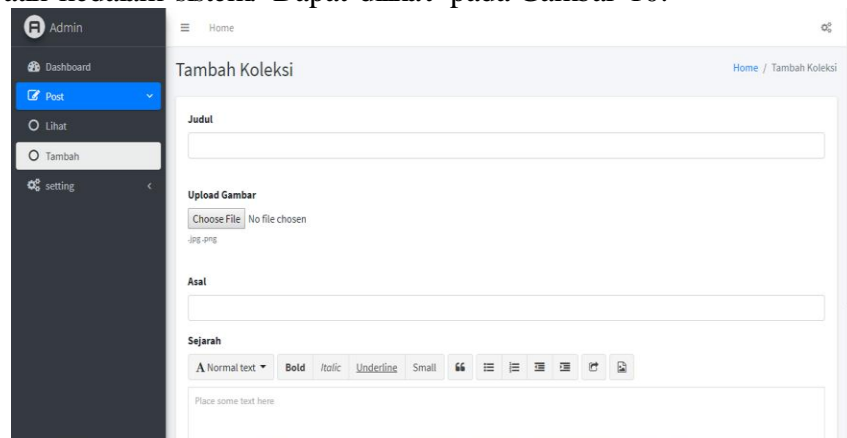 kedalam sistem. Dapat dilihat pada Gambar 10.
Admin
Home
Dashboard
Tambah Koleksi
Home / Tambah Koleksi
Post
Judul
Lihat
Tambah
setting
Upload Gambar
Choose File No file chosen
.jpg .png
Asal
Sejarah
A Normal text Bold Italic Underline Small
Place some text here